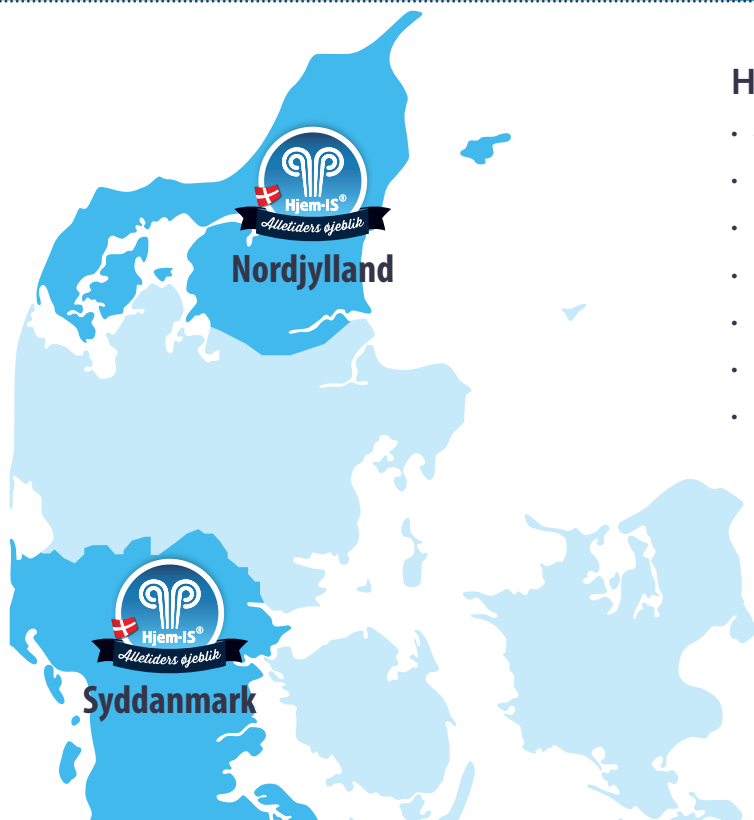 H
•
•
•
•
•
•
•
Hjem-IS®
Alletiders øjeblik
Nordjylland
Hjem-IS®
Alletiders øjeblik
Syddanmark